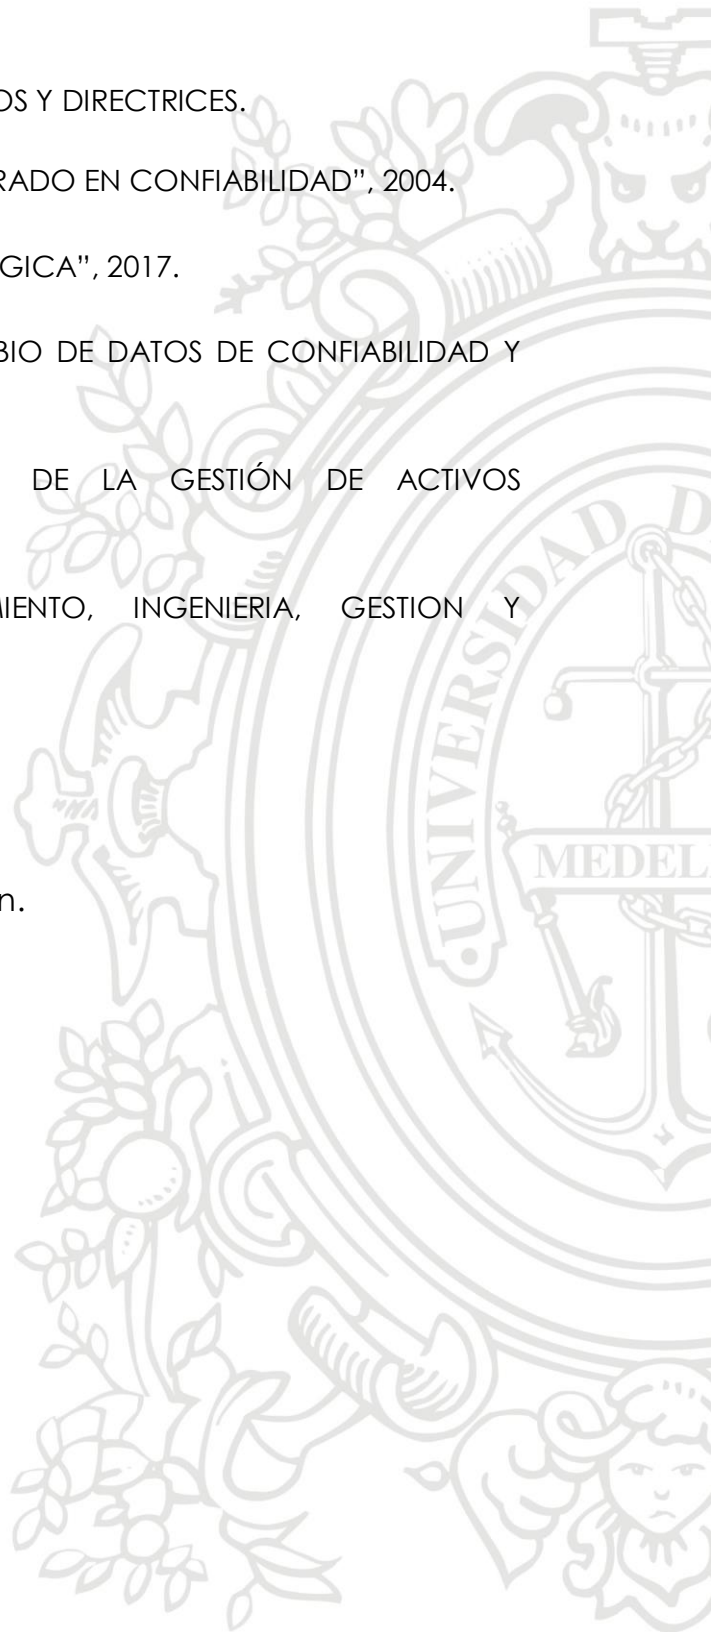 OS Y DIRECTRICES.
RADO EN CONFIABILIDAD”, 2004.
GICA”, 2017.
BIO DE DATOS DE CONFIABILIDAD Y
DE LA GESTIÓN DE ACTIVOS
MIENTO, INGENIERIA, GESTION Y
n.
UNIVERSIDAD D
MEDEL